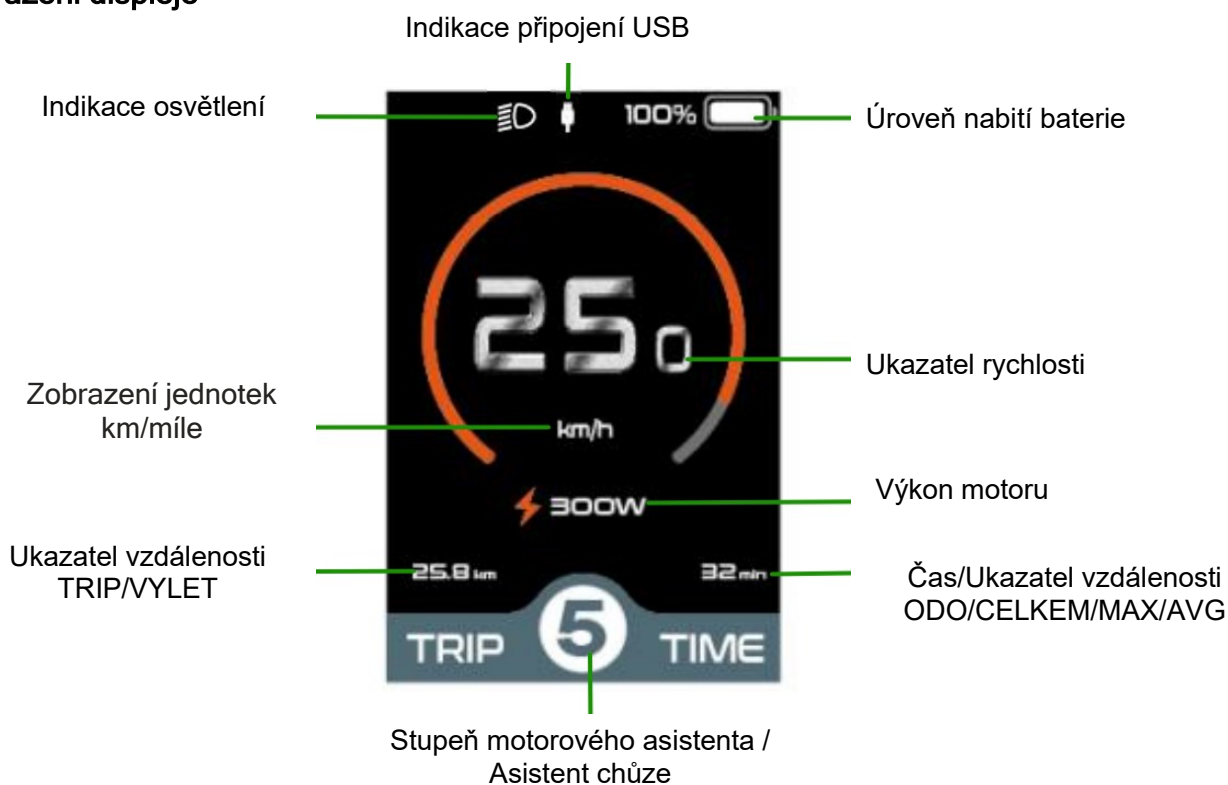 displeje
Indikace připojení USB
Indikace osvětlení
100%
Úroveň nabití baterie
25.0
Ukazatel rychlosti
Zobrazení jednotek
km/míle
km/h
300W
Výkon motoru
Ukazatel vzdálenosti
TRIP/VYLET
25.8 km
32 min
Čas/Ukazatel vzdálenosti
ODO/CELKEM/MAX/AVG
TRIP
5
TIME
Stupeň motorového asistenta /
Asistent chůze